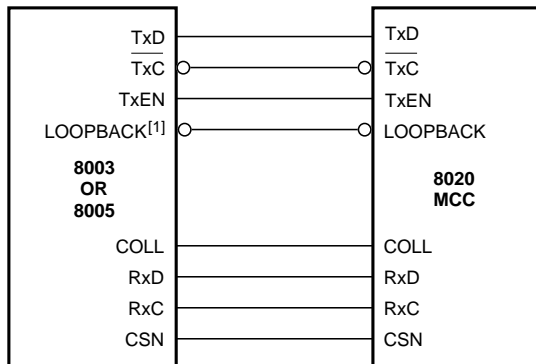 TxD TxD
TxC TxC
TxEN TxEN
LOOPBACK[1] LOOPBACK
8003
OR
8005
8020
MCC
COLL COLL
RxD RxD
RxC RxC
CSN CSN